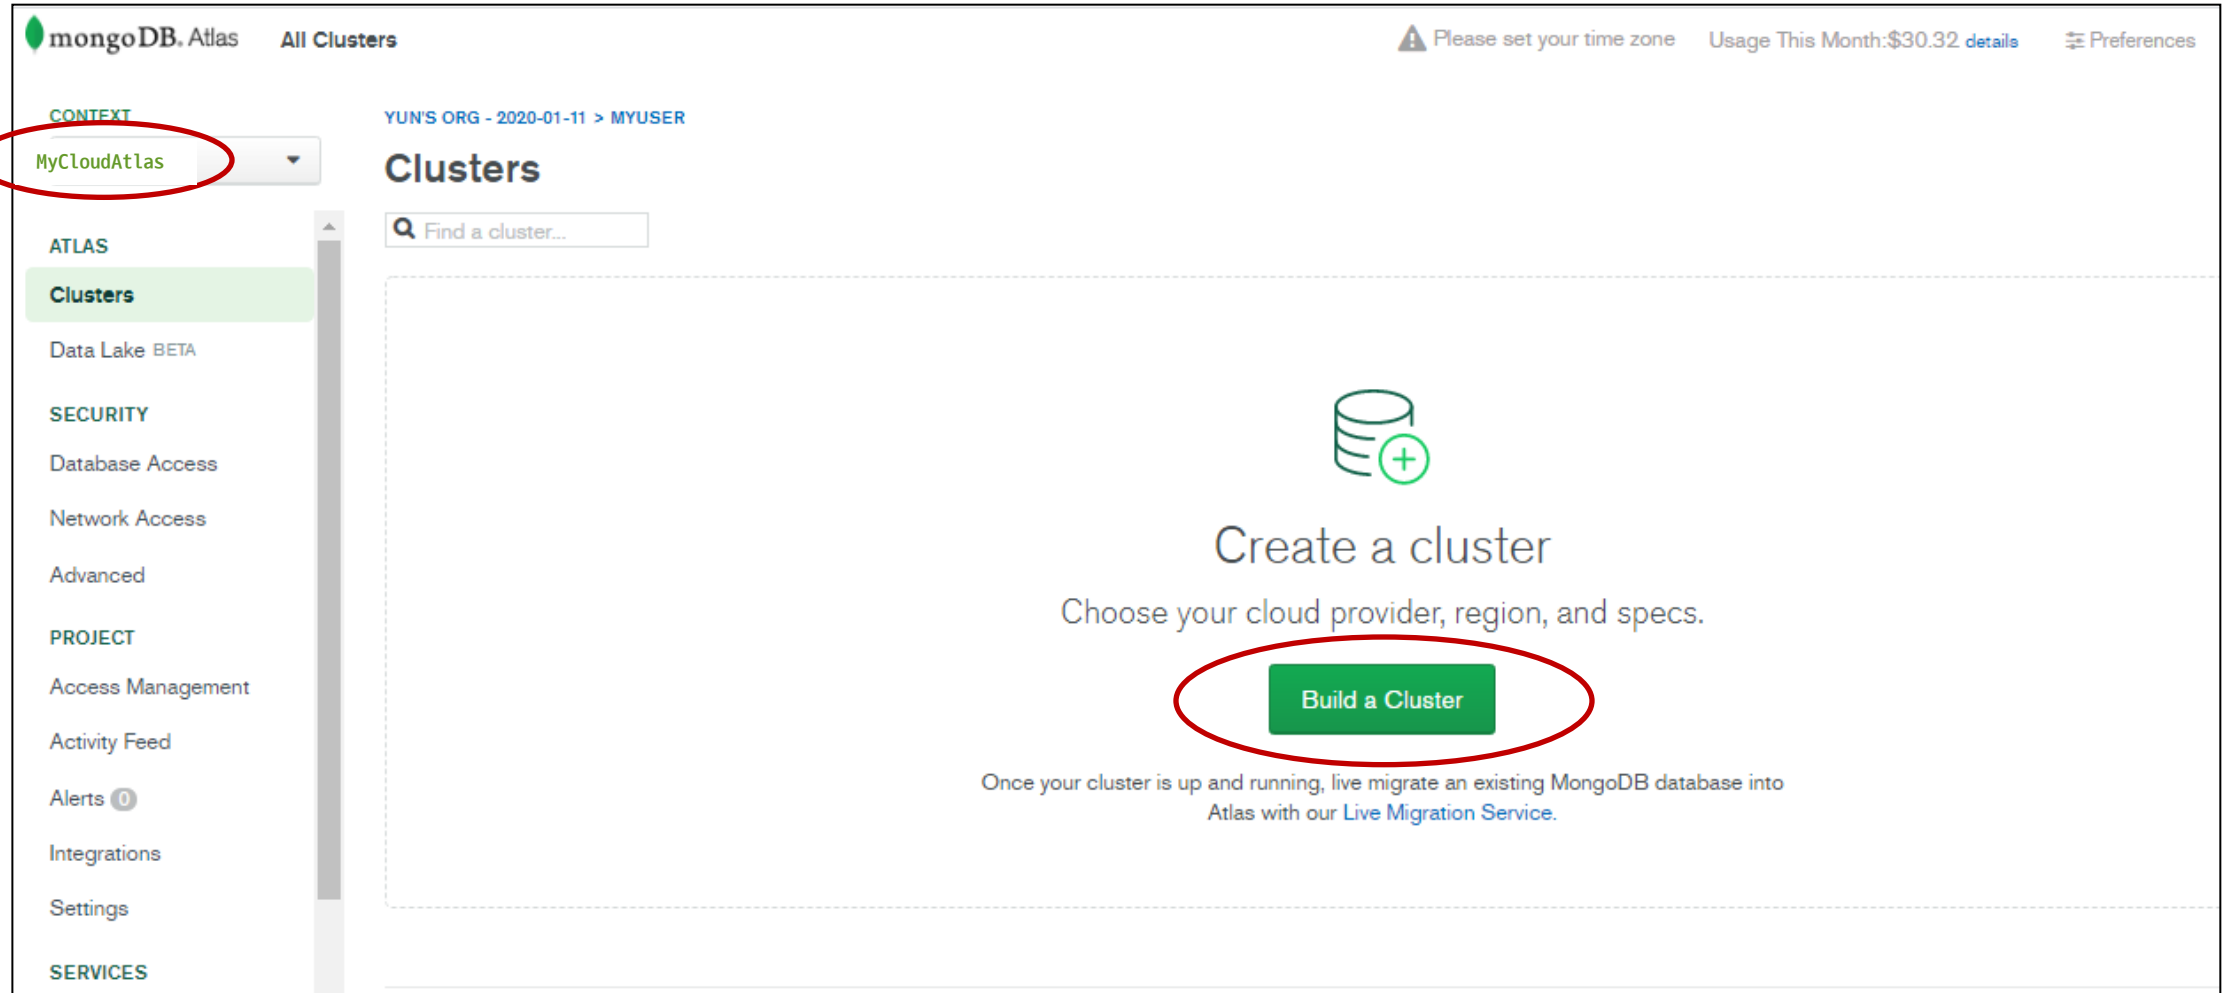 mongoDB. Atlas All Clusters Please set your time zone Usage This Month:$30.32 details Preferences
CONTEXT
MyCloudAtlas
YUN'S ORG - 2020-01-11 > MYUSER
Clusters
Find a cluster...
ATLAS
Clusters
Data Lake BETA
SECURITY
Database Access
Network Access
Advanced
PROJECT
Access Management
Activity Feed
Alerts 0
Integrations
Settings
SERVICES
Create a cluster
Choose your cloud provider, region, and specs.
Build a Cluster
Once your cluster is up and running, live migrate an existing MongoDB database into
Atlas with our Live Migration Service.